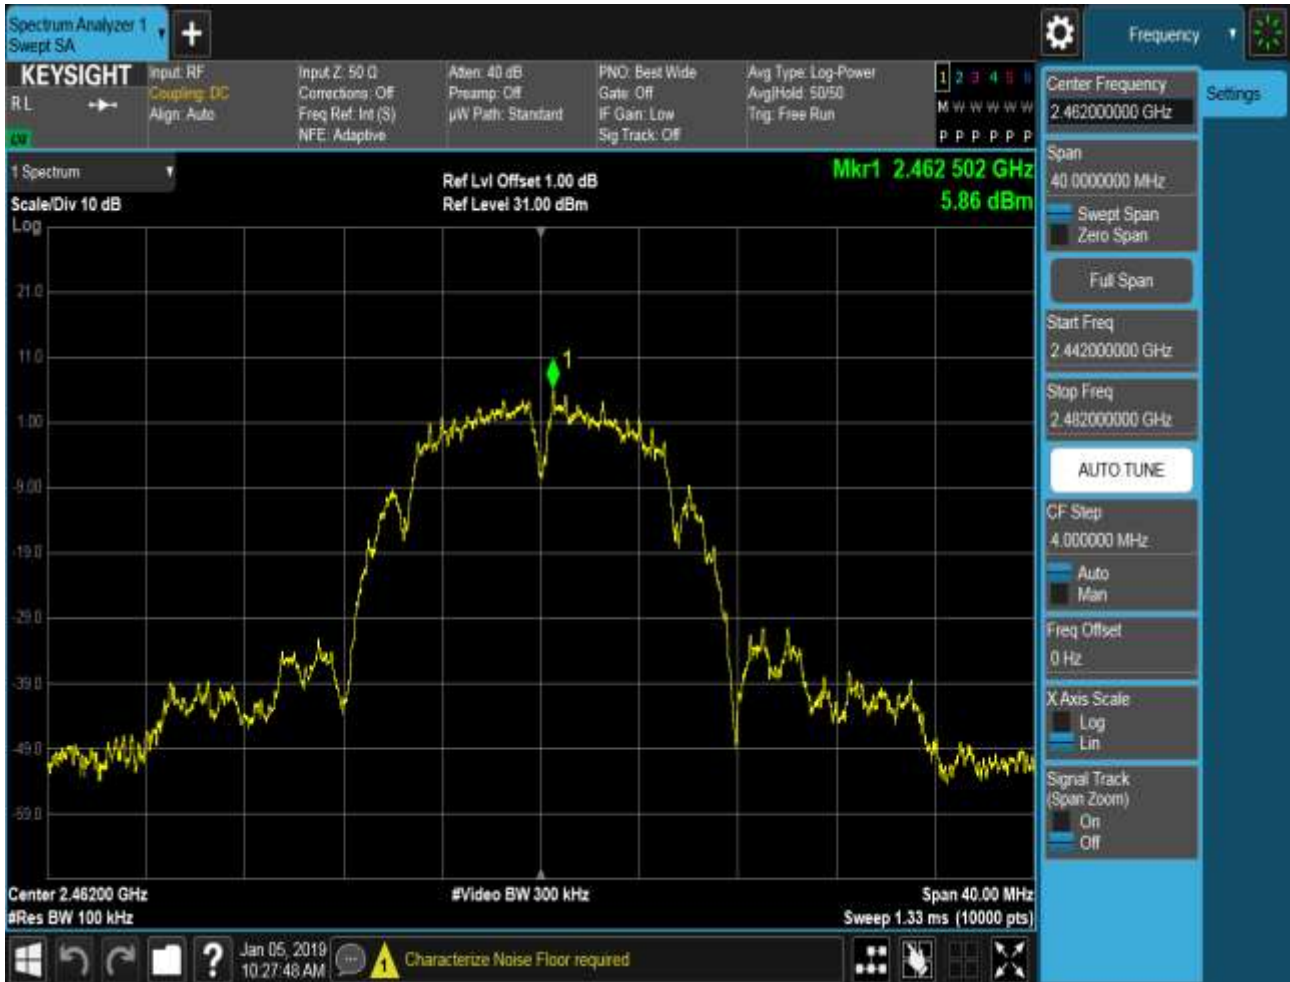 Spectrum Analyzer 1
Swept SA
Frequency
KEYSIGHT
RL
Input: RF
Coupling: DC
Align: Auto
Input Z: 50 Ω
Corrections: Off
Freq Ref: Int (S)
NFE: Adaptive
Atten: 40 dB
Preamp: Off
µW Path: Standard
PNO: Best Wide
Gate: Off
IF Gain: Low
Sig Track: Off
Avg Type: Log-Power
Avg|Hold: 50/50
Trig: Free Run
1 2 3 4 5 6
M W W W W W
P P P P P P
Center Frequency
2.462000000 GHz
Settings
Span
40.0000000 MHz
Swept Span
Zero Span
Full Span
Start Freq
2.442000000 GHz
Stop Freq
2.482000000 GHz
AUTO TUNE
CF Step
4.000000 MHz
Auto
Man
Freq Offset
0 Hz
X Axis Scale
Log
Lin
Signal Track
(Span Zoom)
On
Off
1 Spectrum
Scale/Div 10 dB
Log
Ref Lvl Offset 1.00 dB
Ref Level 31.00 dBm
Mkr1 2.462 502 GHz
5.86 dBm
21.0
11.0
1.00
-9.00
-19.0
-29.0
-39.0
-49.0
-59.0
1
Center 2.46200 GHz
#Res BW 100 kHz
#Video BW 300 kHz
Span 40.00 MHz
Sweep 1.33 ms (10000 pts)
?
Jan 05, 2019
10:27:48 AM
1
Characterize Noise Floor required